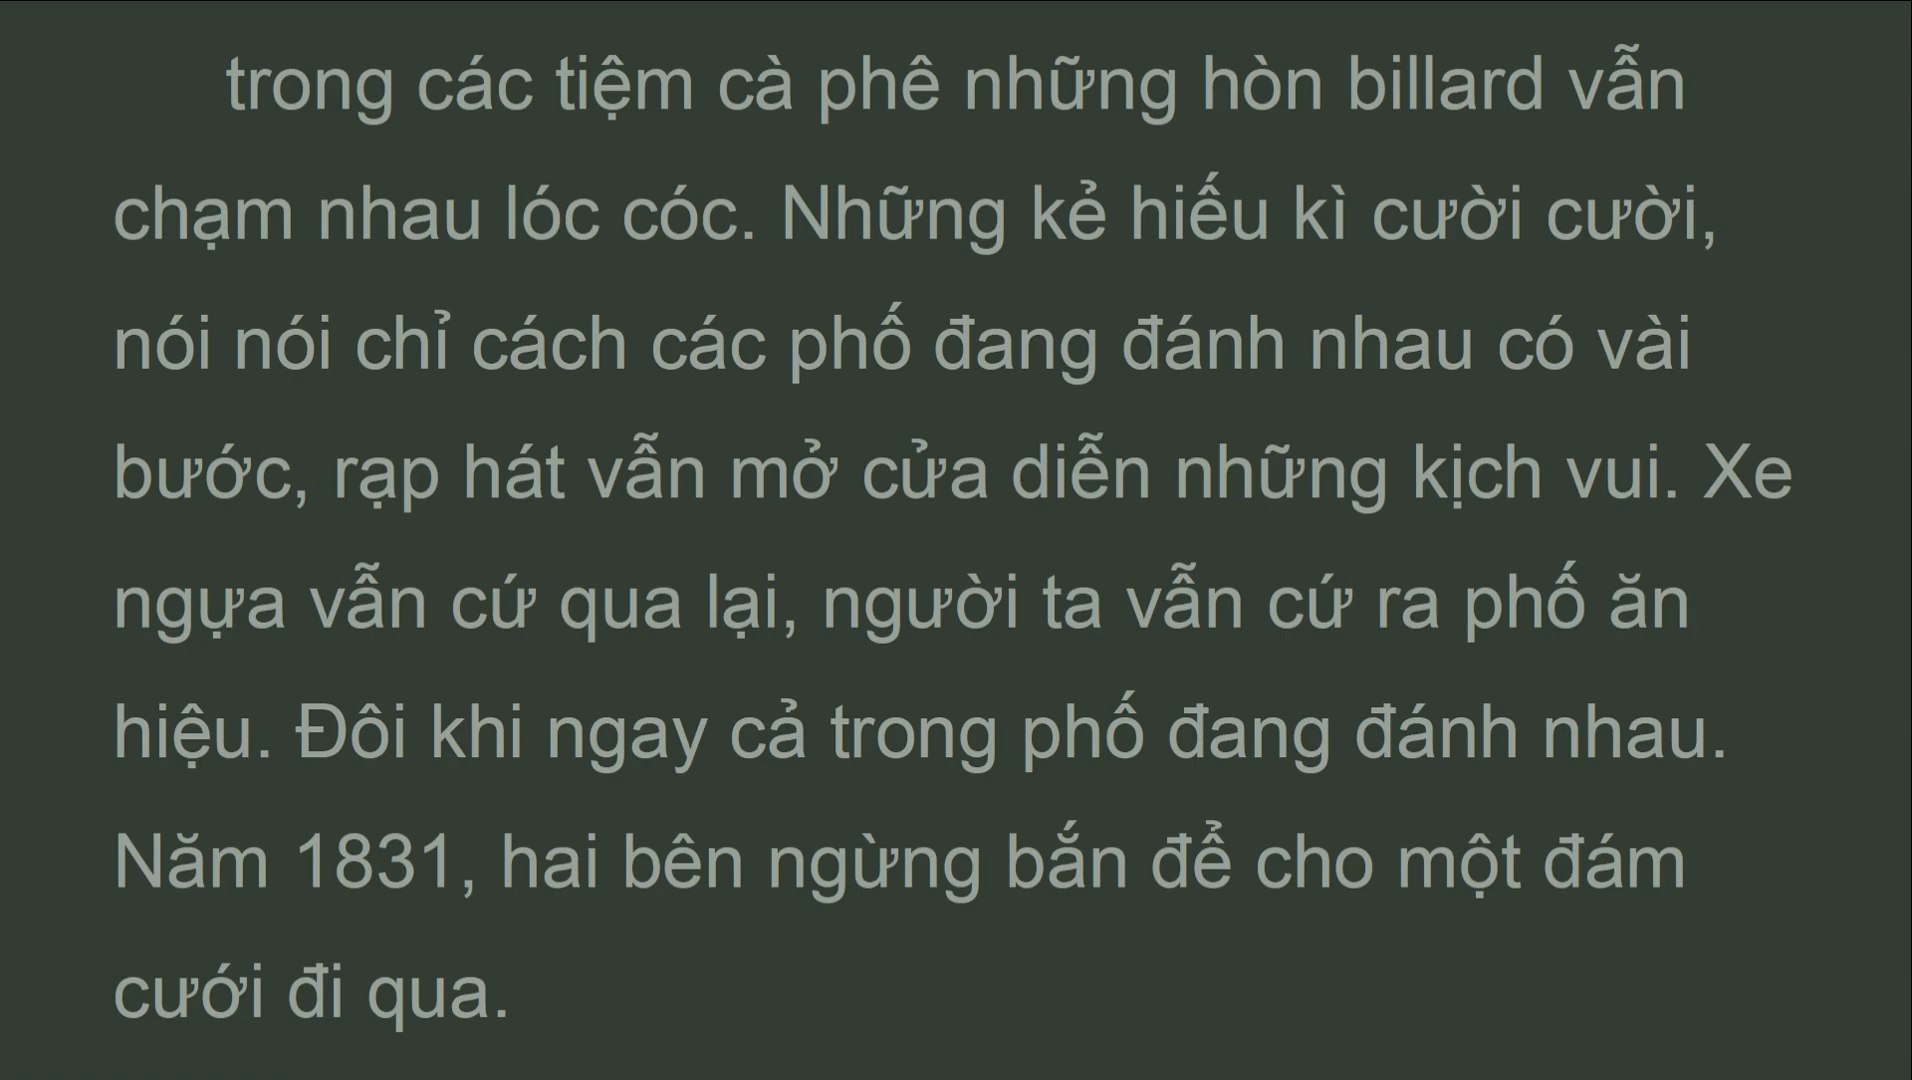 trong các tiệm cà phê những hòn billard vẫn
chạm nhau lóc cóc. Những kẻ hiếu kì cười cười,
nói nói chỉ cách các phố đang đánh nhau có vài
bước, rạp hát vẫn mở cửa diễn những kịch vui. Xe
ngựa vẫn cứ qua lại, người ta vẫn cứ ra phố ăn
hiệu. Đôi khi ngay cả trong phố đang đánh nhau.
Năm 1831, hai bên ngừng bắn để cho một đám
cưới đi qua.